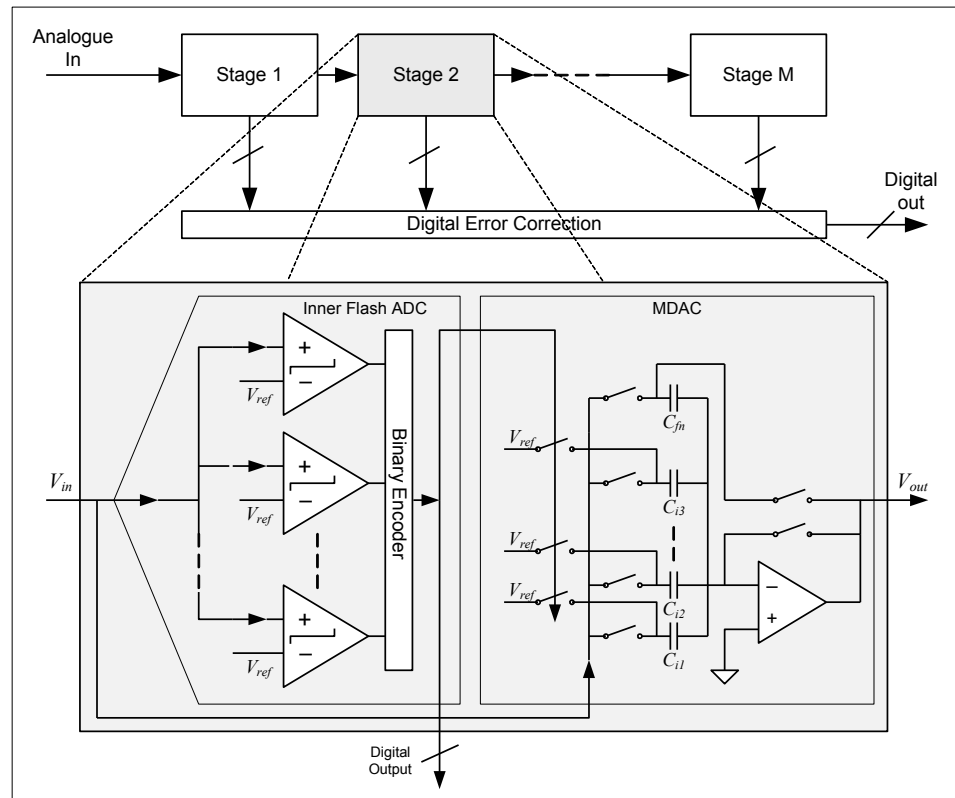 Analogue
In
Stage 1
Stage 2
Stage M
Digital
out
Digital Error Correction
Inner Flash ADC
MDAC
+
−
Vref
Cfn
Vref
+
−
Vref
Ci3
Vin
Vout
Binary Encoder
Vref
Ci2
−
+
Vref
Ci1
+
−
Vref
Digital
Output